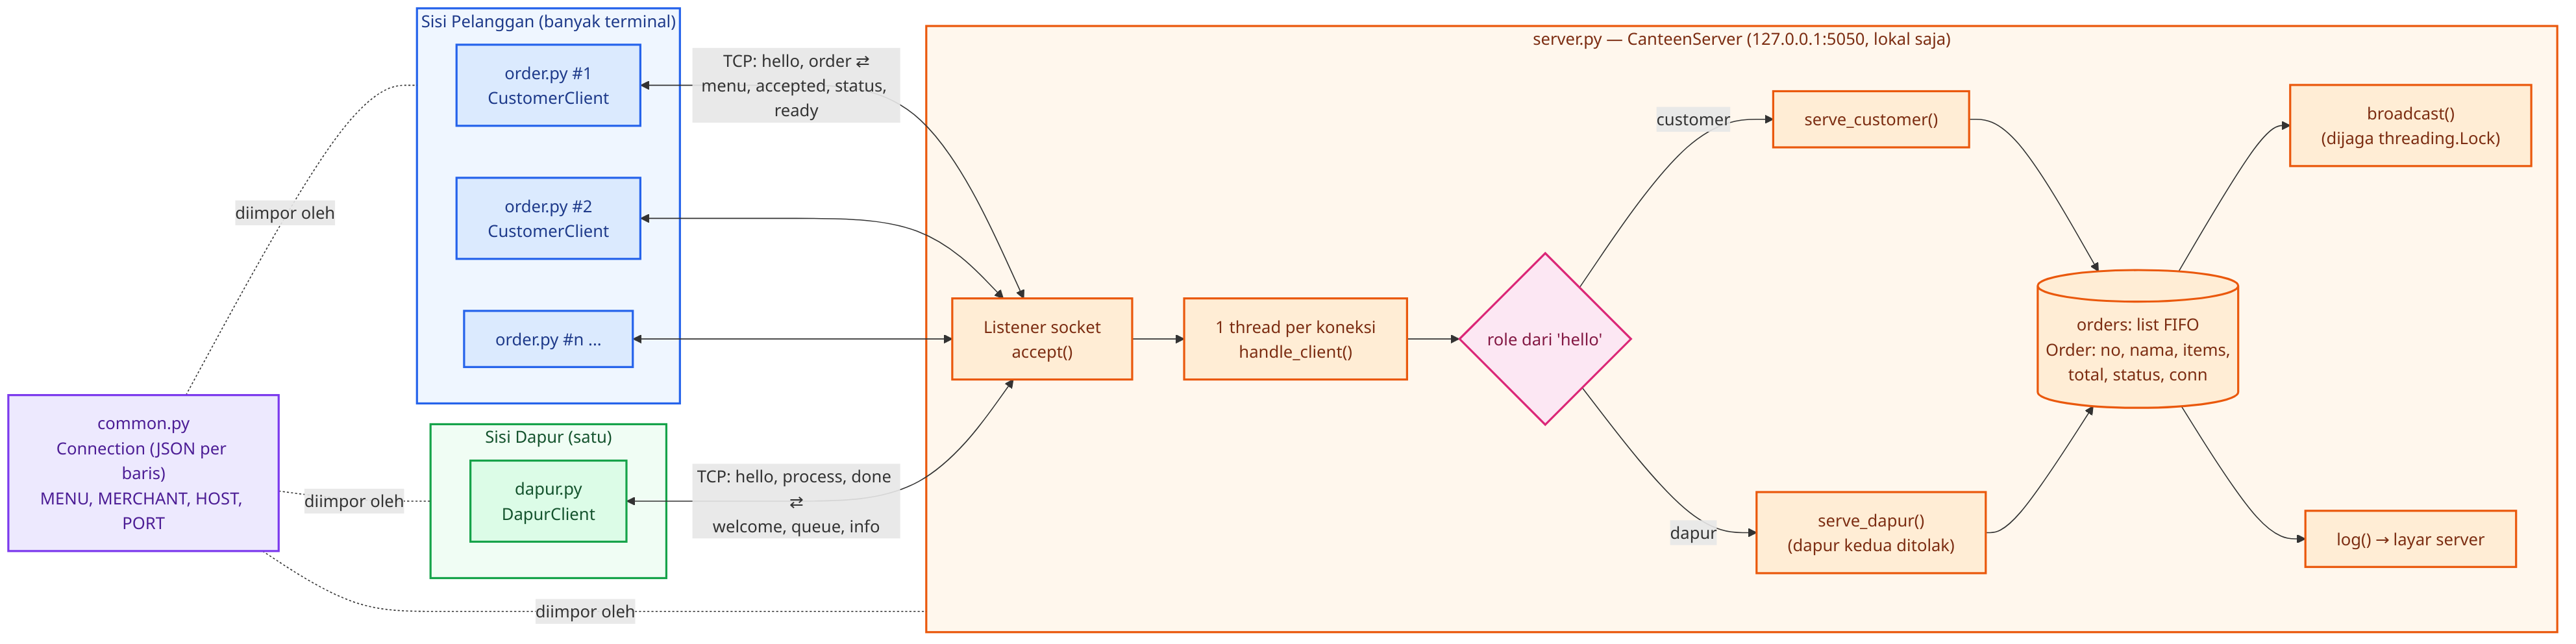 Sisi Pelanggan (banyak terminal)
order.py #1
CustomerClient
order.py #2
CustomerClient
order.py #n ...
TCP: hello, order ⇄
menu, accepted, status,
ready
diimpor oleh
common.py
Connection (JSON per
baris)
MENU, MERCHANT, HOST,
PORT
diimpor oleh
Sisi Dapur (satu)
dapur.py
DapurClient
TCP: hello, process, done
⇄
welcome, queue, info
diimpor oleh
server.py — CanteenServer (127.0.0.1:5050, lokal saja)
Listener socket
accept()
1 thread per koneksi
handle_client()
role dari 'hello'
customer
serve_customer()
dapur
serve_dapur()
(dapur kedua ditolak)
orders: list FIFO
Order: no, nama, items,
total, status, conn
broadcast()
(dijaga threading.Lock)
log() → layar server